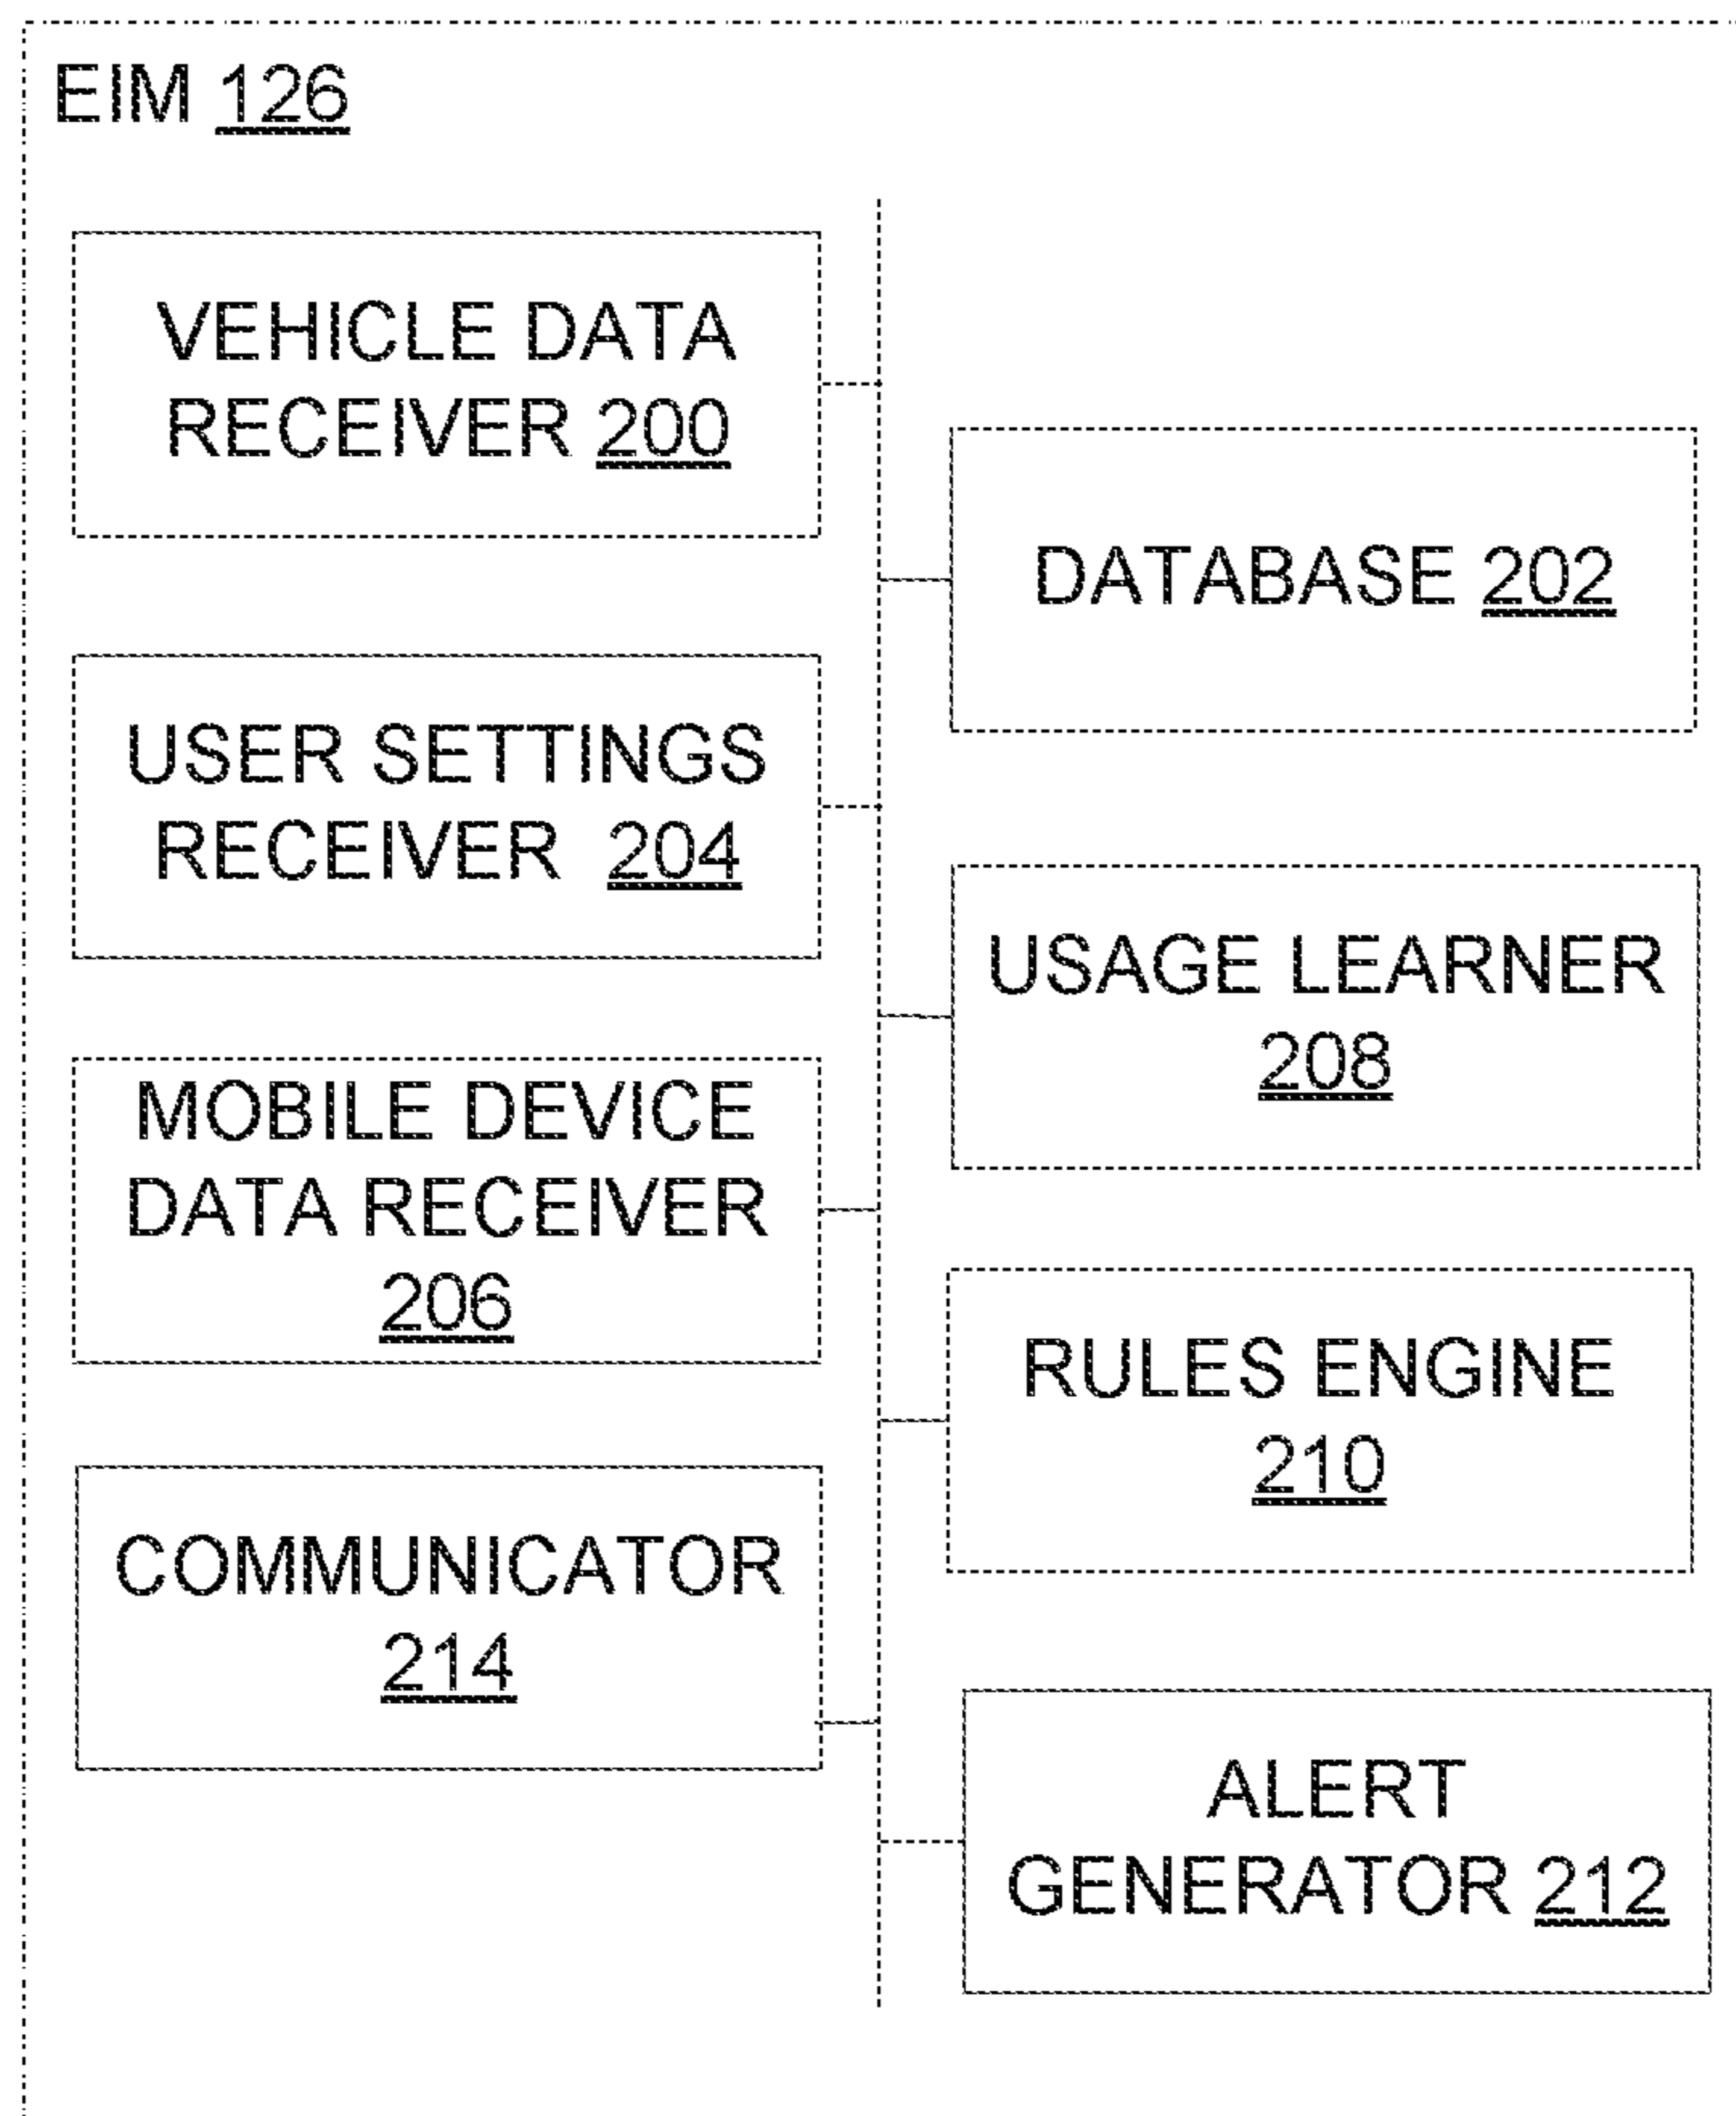 EIM 126
VEHICLE DATA
RECEIVER 200
DATABASE 202
USER SETTINGS
RECEIVER 204
USAGE LEARNER
208
MOBILE DEVICE
DATA RECEIVER
206
RULES ENGINE
210
COMMUNICATOR
214
ALERT
GENERATOR 212